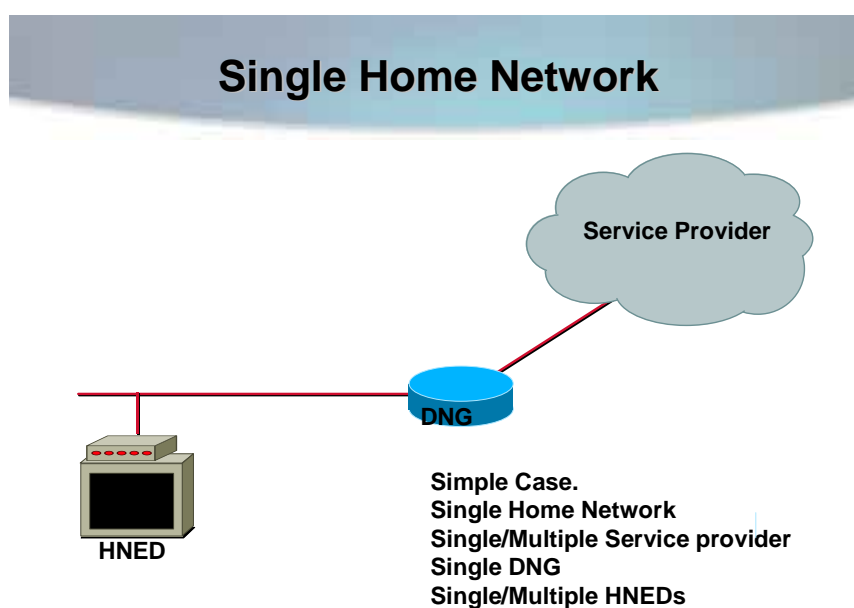 Single Home Network
Service Provider
DNG
HNED
Simple Case.
Single Home Network
Single/Multiple Service provider
Single DNG
Single/Multiple HNEDs